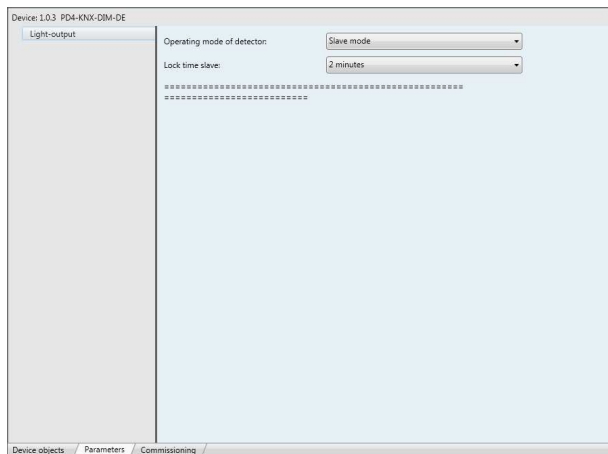 Device: 1.0.3 PD4-KNX-DIM-DE
Light-output
Operating mode of detector: Slave mode
Lock time slave: 2 minutes
======================================================
==========================
Device objects Parameters Commissioning